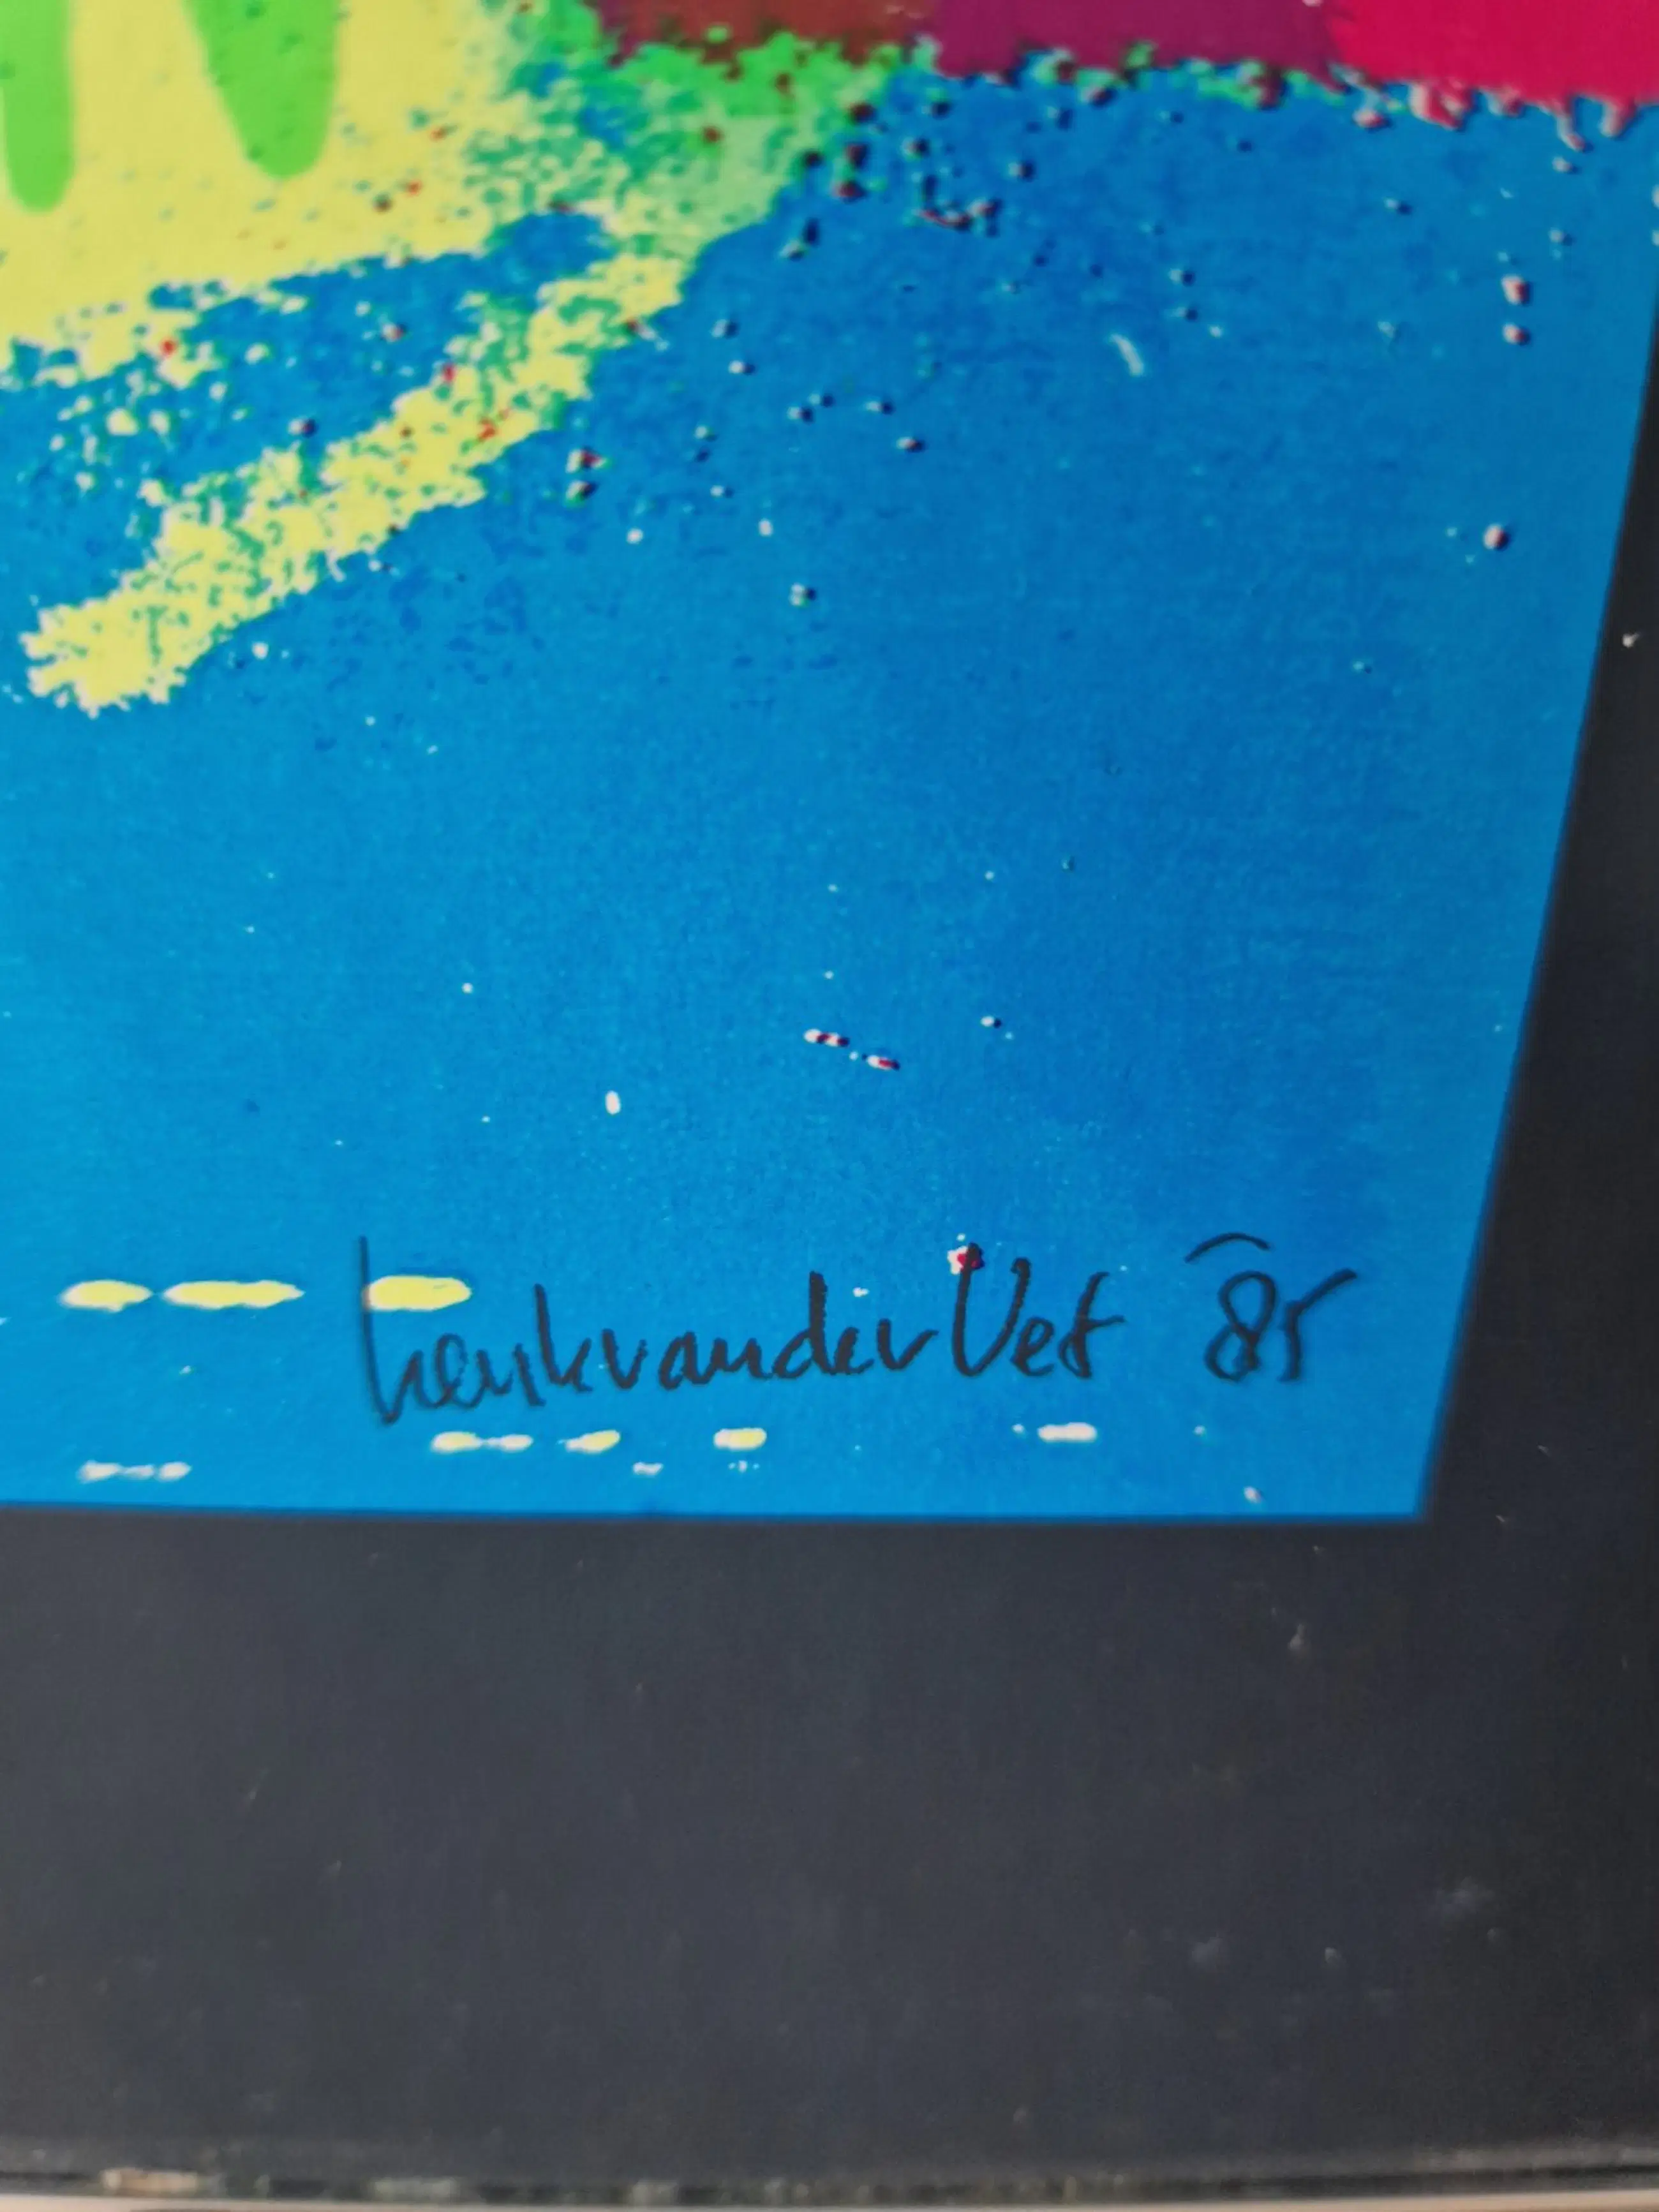 henk van der Vet '85